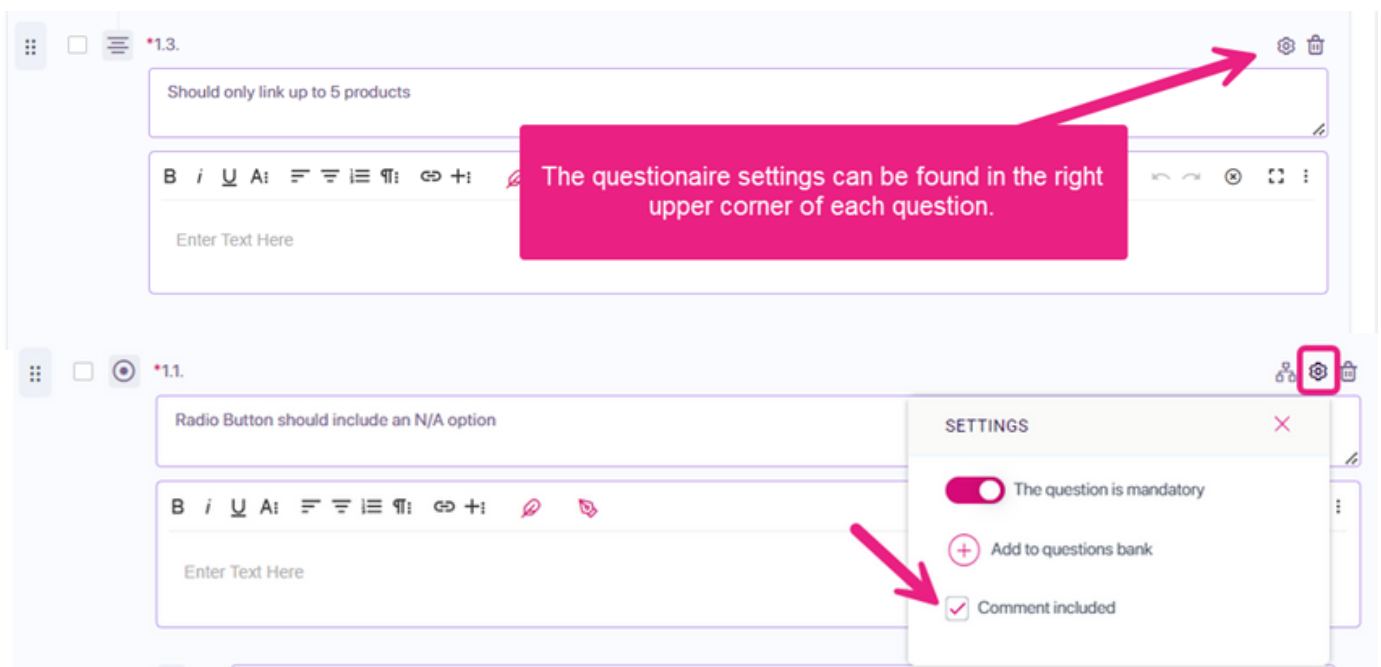 *1.3.
Should only link up to 5 products
The questionaire settings can be found in the right
upper corner of each question.
B i U A
Enter Text Here
*1.1.
Radio Button should include an N/A option
SETTINGS
The question is mandatory
B i U A
Add to questions bank
Enter Text Here
Comment included